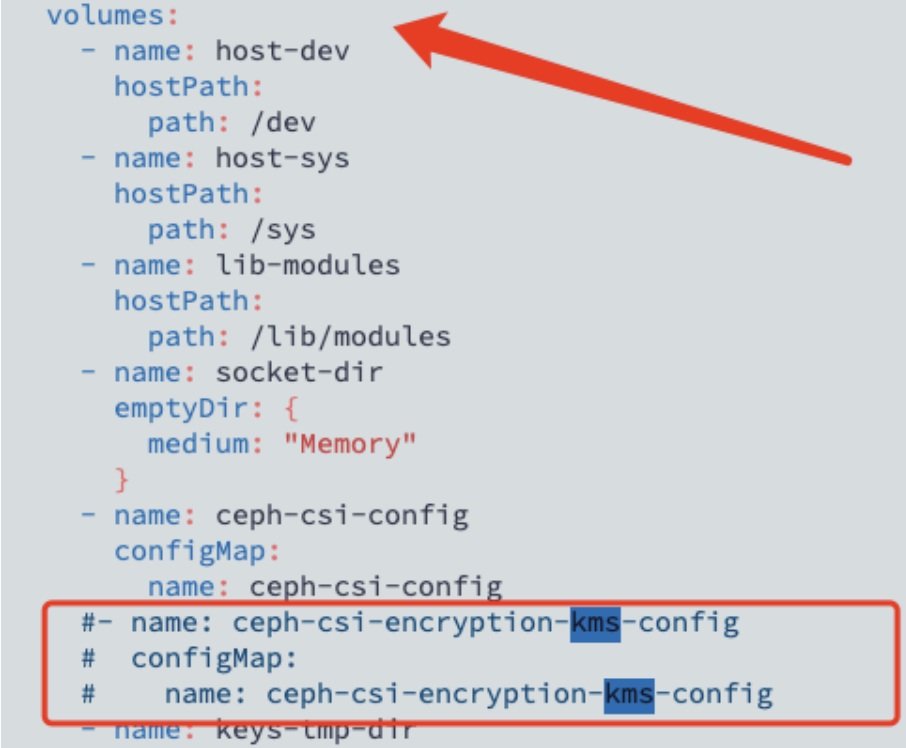 volumes:
  - name: host-dev
    hostPath:
      path: /dev
  - name: host-sys
    hostPath:
      path: /sys
  - name: lib-modules
    hostPath:
      path: /lib/modules
  - name: socket-dir
    emptyDir: {
      medium: "Memory"
    }
  - name: ceph-csi-config
    configMap:
      name: ceph-csi-config
  #- name: ceph-csi-encryption-kms-config
  #  configMap:
  #    name: ceph-csi-encryption-kms-config
  - name: keys-tmp-dir